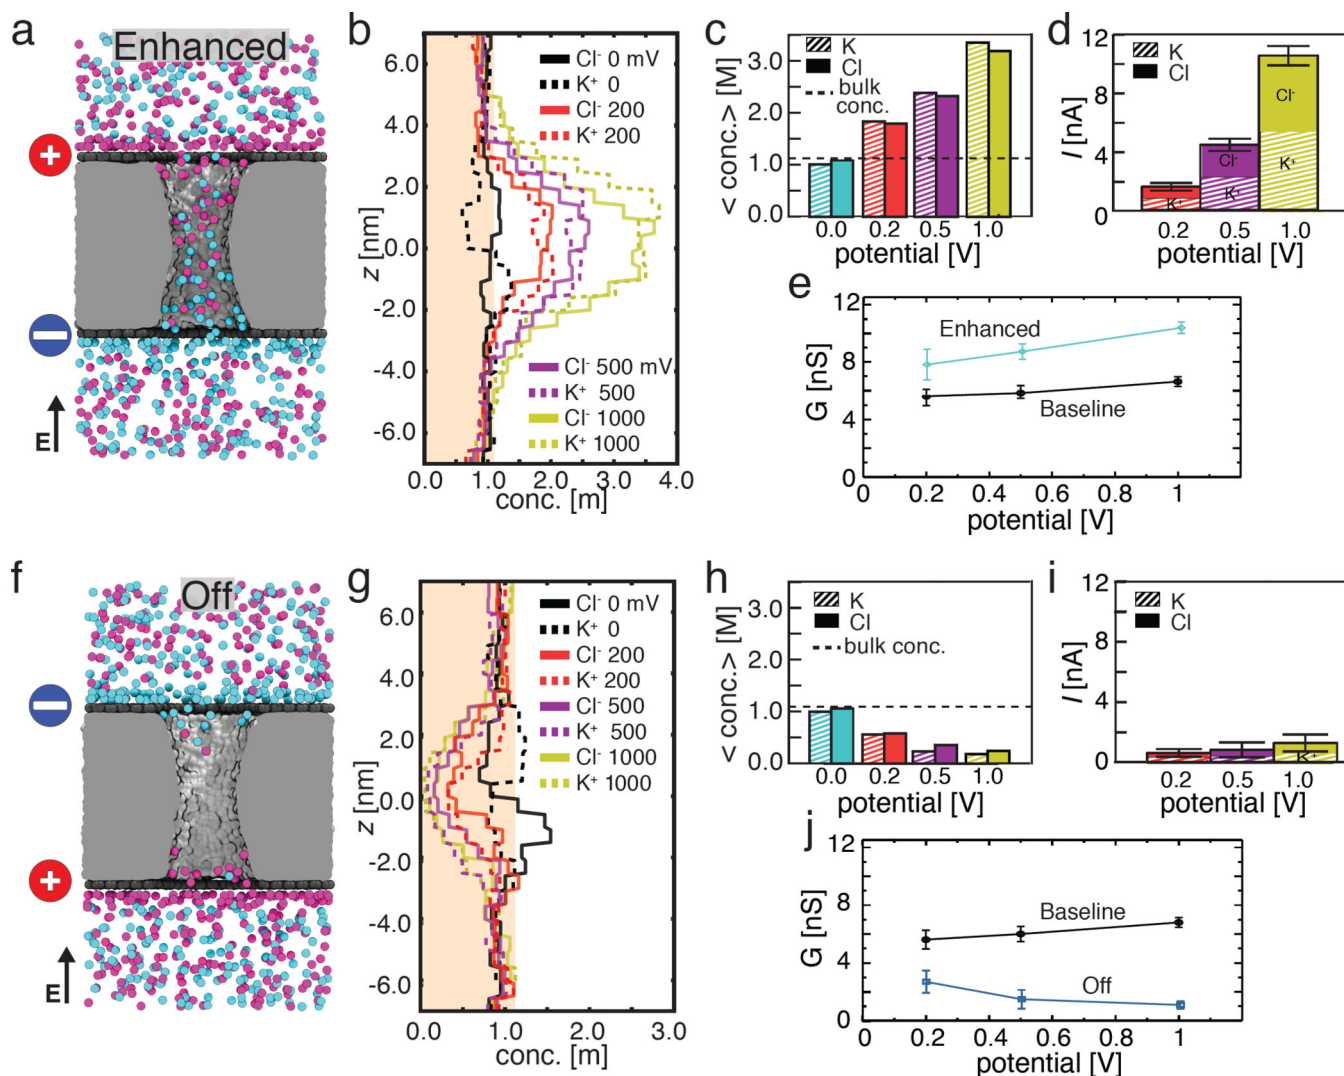 a
Enhanced
+
−
E
b
6.0
4.0
2.0
0.0
-2.0
-4.0
-6.0
z [nm]
Cl- 0 mV
K+ 0
Cl- 200
K+ 200
Cl- 500 mV
K+ 500
Cl- 1000
K+ 1000
0.0 1.0 2.0 3.0 4.0
conc. [m]
c
< conc.> [M]
3.0
2.0
1.0
0.0
K
Cl
bulk
conc.
0.0 0.2 0.5 1.0
potential [V]
d
I [nA]
12
8
4
0
K
Cl
K+
Cl-
K+
Cl-
K+
0.2 0.5 1.0
potential [V]
e
G [nS]
12
8
4
0
Enhanced
Baseline
0 0.2 0.4 0.6 0.8 1
potential [V]
f
Off
−
+
E
g
6.0
4.0
2.0
0.0
-2.0
-4.0
-6.0
z [nm]
Cl- 0 mV
K+ 0
Cl- 200
K+ 200
Cl- 500
K+ 500
Cl- 1000
K+ 1000
0.0 1.0 2.0 3.0
conc. [m]
h
< conc.> [M]
3.0
2.0
1.0
0.0
K
Cl
bulk conc.
0.0 0.2 0.5 1.0
potential [V]
i
I [nA]
12
8
4
0
K
Cl
K+
0.2 0.5 1.0
potential [V]
j
G [nS]
12
8
4
0
Baseline
Off
0 0.2 0.4 0.6 0.8 1
potential [V]